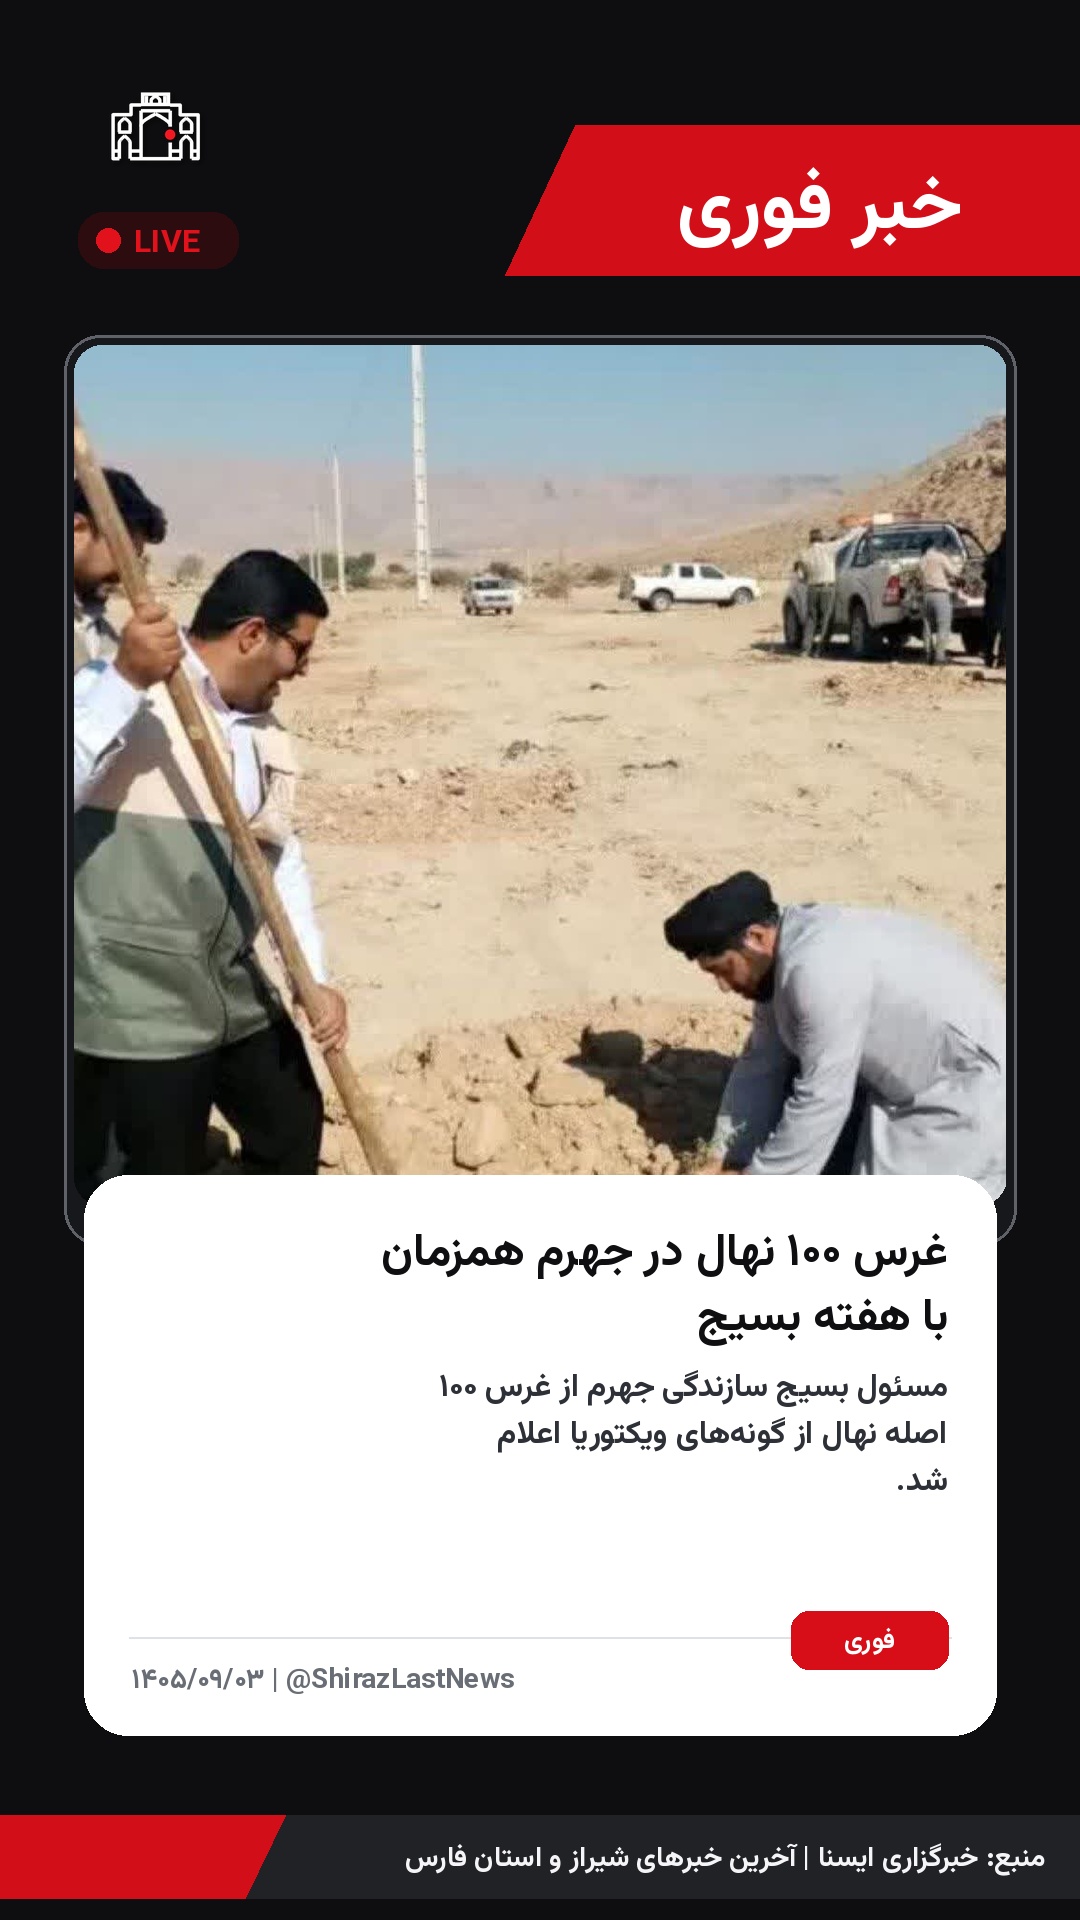 خبر فوری
LIVE
غرس ۱۰۰ نهال در جهرم همزمان
با هفته بسیج
مسئول بسیج سازندگی جهرم از غرس ۱۰۰
اصله نهال از گونه‌های ویکتوریا اعلام
شد.
فوری
۱۴۰۵/۰۹/۰۳ | @ShirazLastNews
منبع: خبرگزاری ایسنا | آخرین خبرهای شیراز و استان فارس